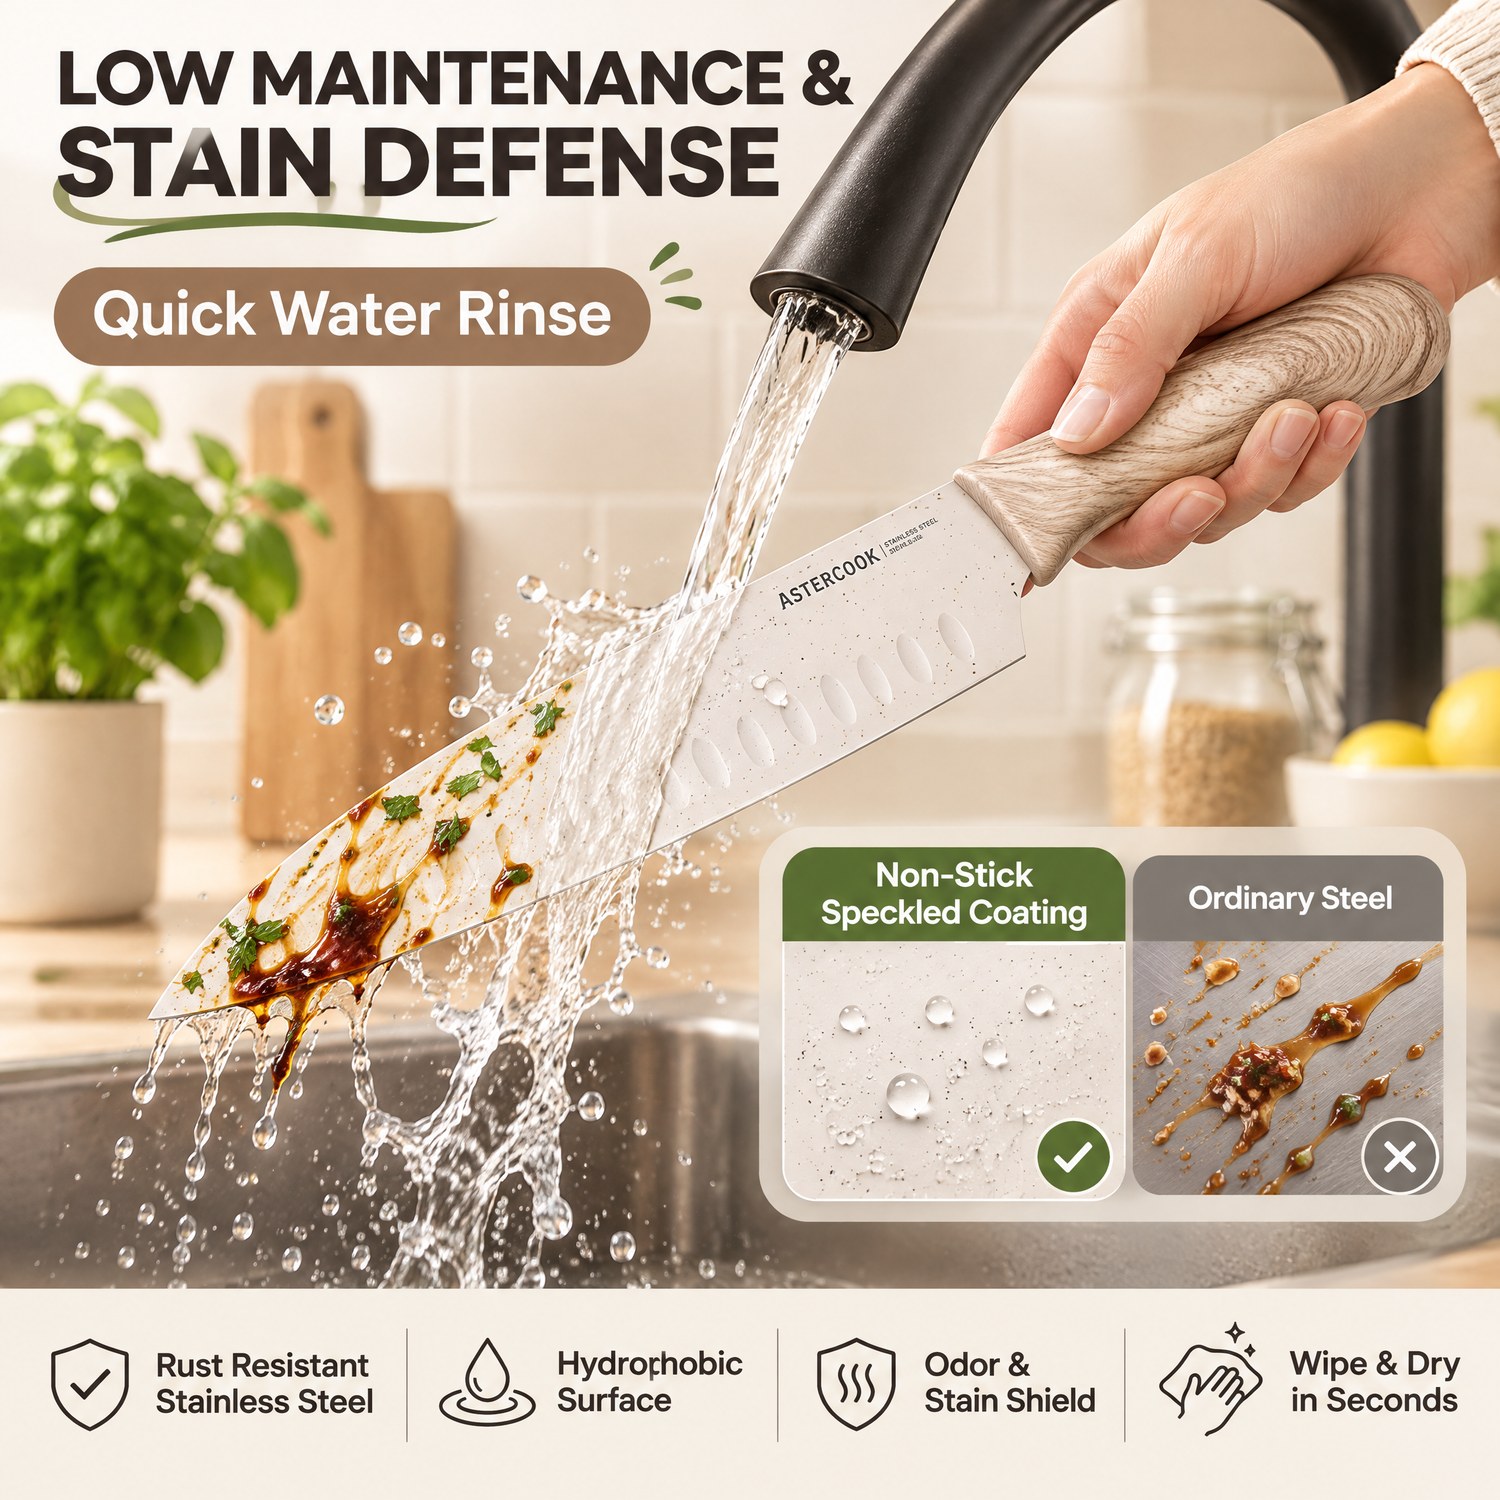 LOW MAINTENANCE &
STAIN DEFENSE
Quick Water Rinse
ASTERCOOK
STAINLESS STEEL
Non-Stick
Speckled Coating
Ordinary Steel
Rust Resistant
Stainless Steel
Hydrophobic
Surface
Odor &
Stain Shield
Wipe & Dry
in Seconds